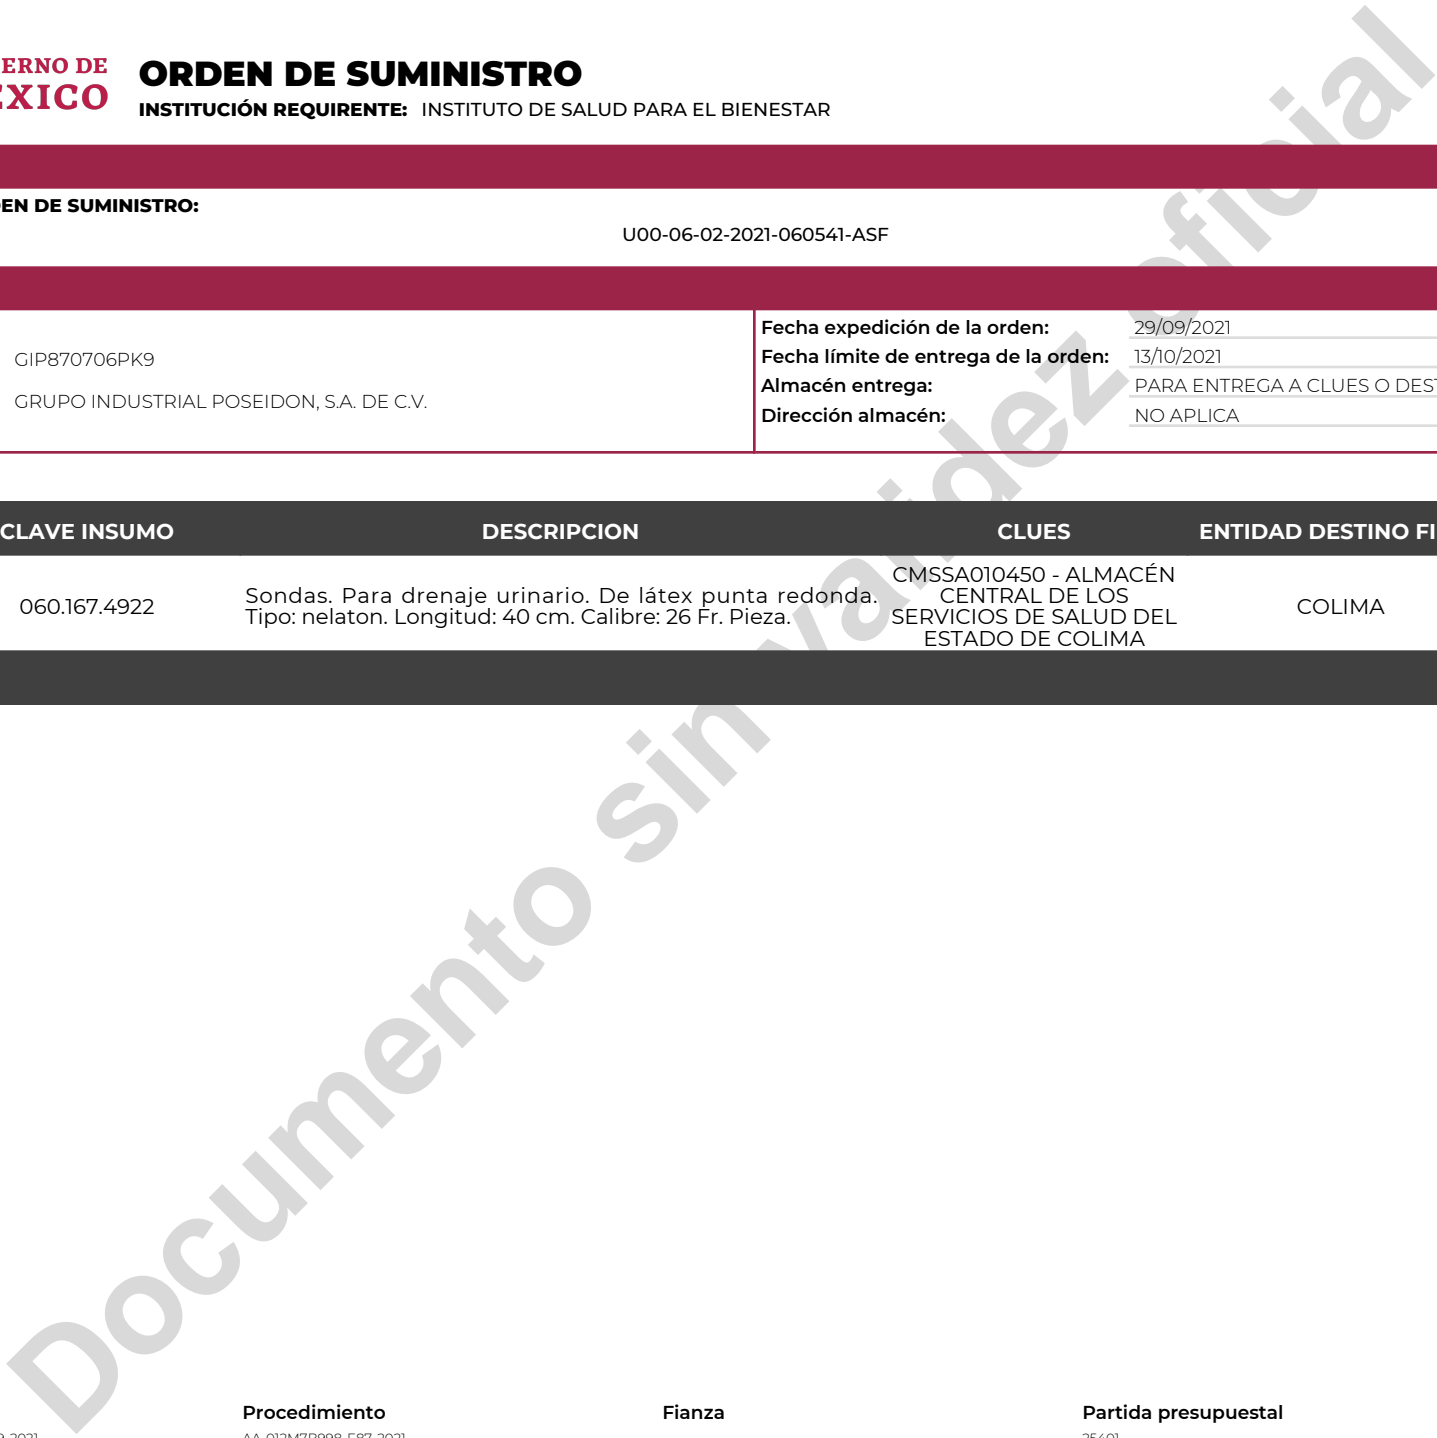 ERNO DE
EXICO
ORDEN DE SUMINISTRO
INSTITUCIÓN REQUIRENTE: INSTITUTO DE SALUD PARA EL BIENESTAR
EN DE SUMINISTRO:
U00-06-02-2021-060541-ASF
GIP870706PK9
GRUPO INDUSTRIAL POSEIDON, S.A. DE C.V.
Fecha expedición de la orden: 29/09/2021
Fecha límite de entrega de la orden: 13/10/2021
Almacén entrega: PARA ENTREGA A CLUES O DEST
Dirección almacén: NO APLICA
CLAVE INSUMO DESCRIPCION CLUES ENTIDAD DESTINO FI
060.167.4922
Sondas. Para drenaje urinario. De látex punta redonda.
Tipo: nelaton. Longitud: 40 cm. Calibre: 26 Fr. Pieza.
CMSSA010450 - ALMACÉN
CENTRAL DE LOS
SERVICIOS DE SALUD DEL
ESTADO DE COLIMA
COLIMA
Documento sin validez oficial
Procedimiento Fianza Partida presupuestal